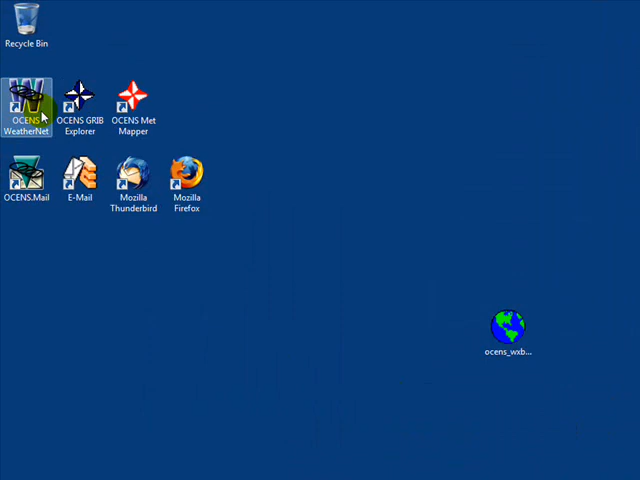 Recycle Bin
OCENS
WeatherNet
OCENS GRIB
Explorer
OCENS Met
Mapper
OCENS.Mail
E-Mail
Mozilla
Thunderbird
Mozilla
Firefox
ocens_wxb...